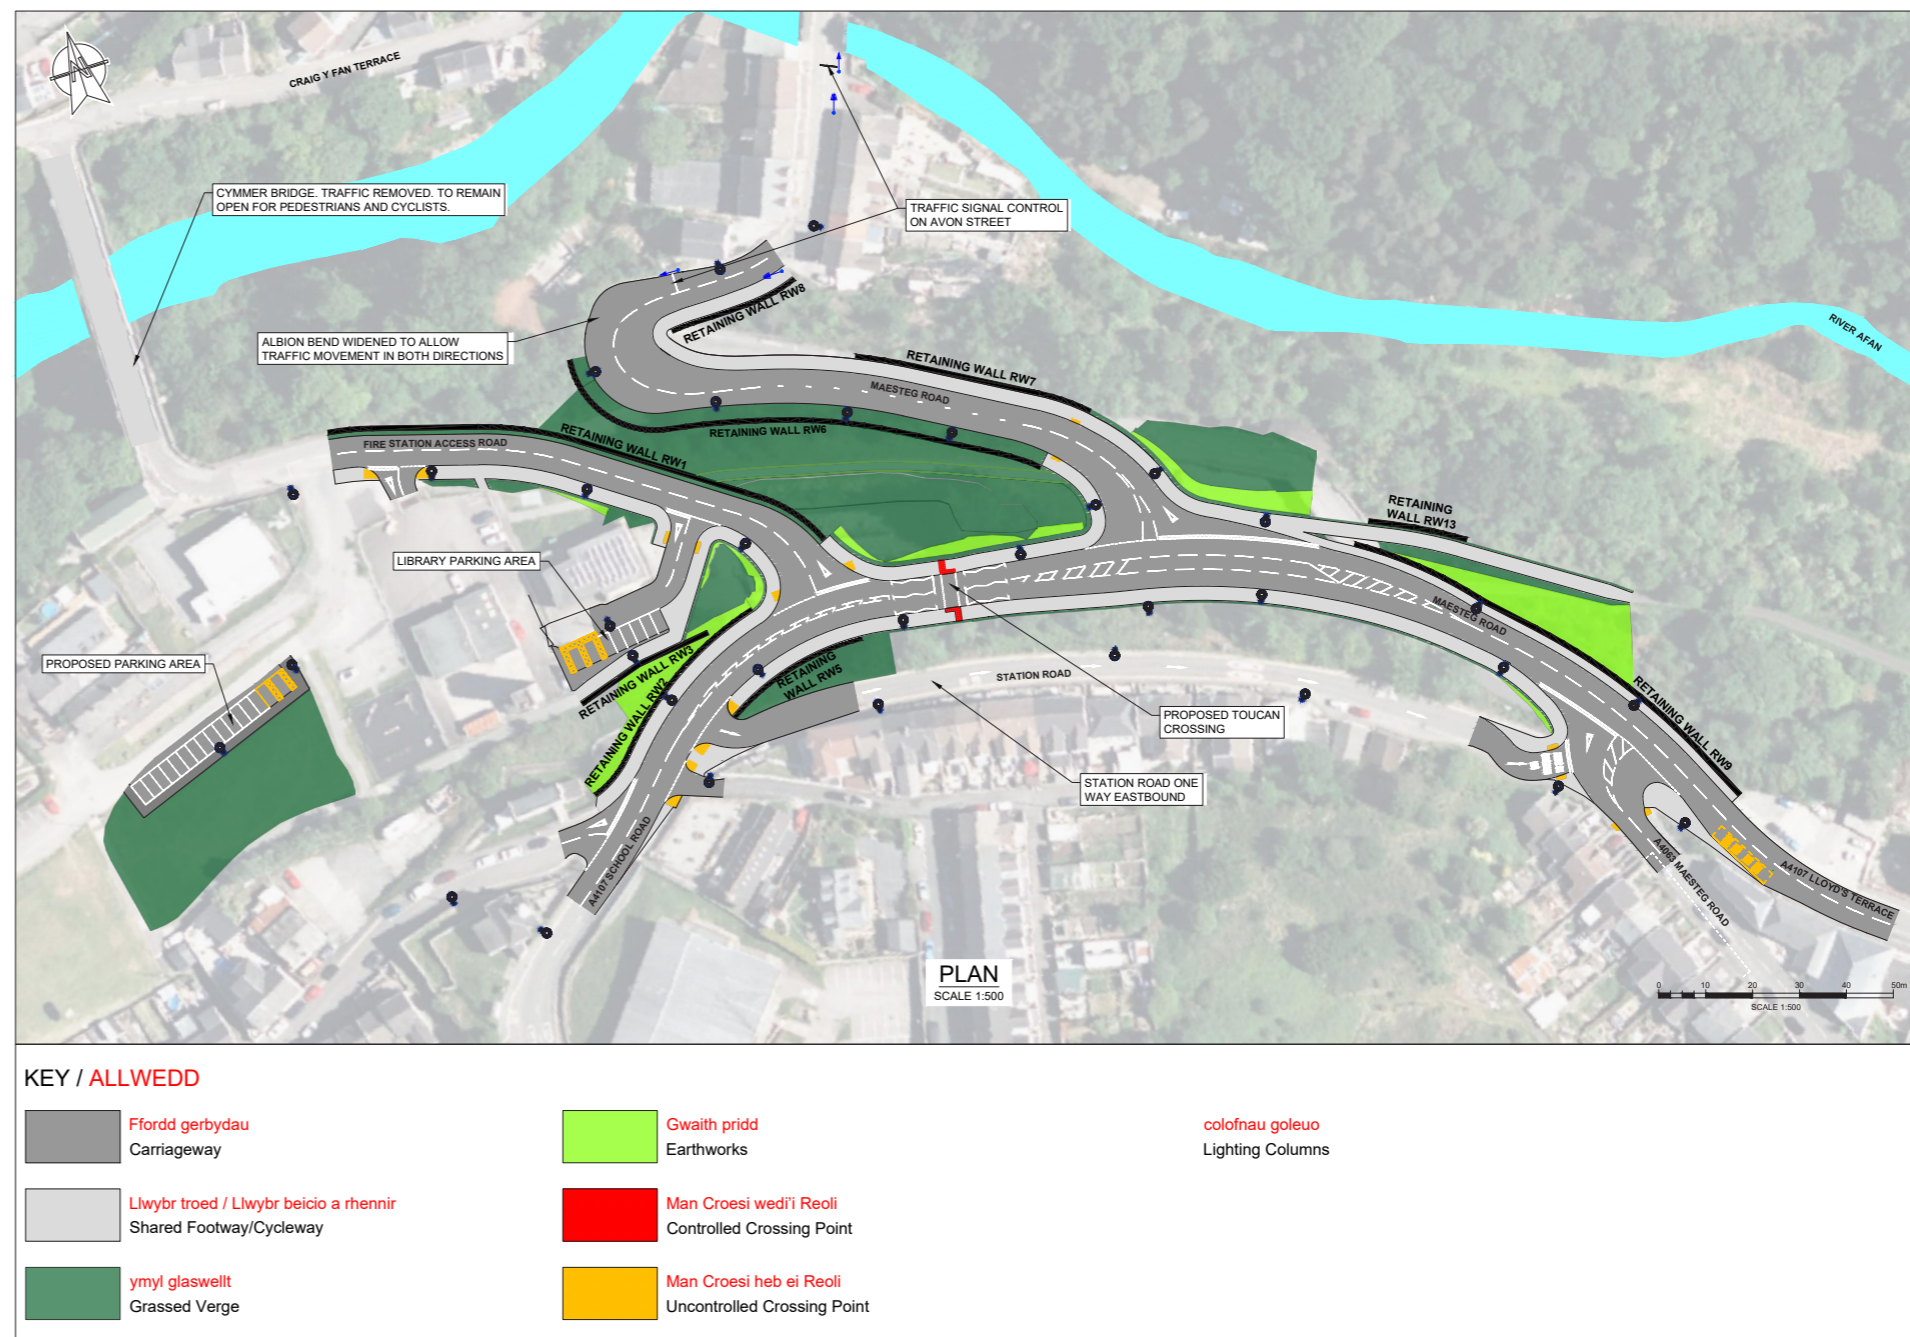 N
CRAIG Y FAN TERRACE
CYMMER BRIDGE. TRAFFIC REMOVED. TO REMAIN
OPEN FOR PEDESTRIANS AND CYCLISTS.
TRAFFIC SIGNAL CONTROL
ON AVON STREET
RIVER AFAN
ALBION BEND WIDENED TO ALLOW
TRAFFIC MOVEMENT IN BOTH DIRECTIONS
RETAINING WALL RW8
RETAINING WALL RW7
MAESTEG ROAD
RETAINING WALL RW6
FIRE STATION ACCESS ROAD
RETAINING WALL RW1
RETAINING
WALL RW13
LIBRARY PARKING AREA
MAESTEG ROAD
PROPOSED PARKING AREA
RETAINING WALL RW3
RETAINING WALL RW2
RETAINING
WALL RW5
STATION ROAD
PROPOSED TOUCAN
CROSSING
RETAINING WALL RW9
STATION ROAD ONE
WAY EASTBOUND
A4107 SCHOOL ROAD
A4063 MAESTEG ROAD
A4107 LLOYD'S TERRACE
PLAN
SCALE 1:500
0 10 20 30 40 50m
SCALE 1:500
KEY / ALLWEDD
Ffordd gerbydau
Carriageway
Llwybr troed / Llwybr beicio a rhennir
Shared Footway/Cycleway
ymyl glaswellt
Grassed Verge
Gwaith pridd
Earthworks
Man Croesi wedi'i Reoli
Controlled Crossing Point
Man Croesi heb ei Reoli
Uncontrolled Crossing Point
colofnau goleuo
Lighting Columns